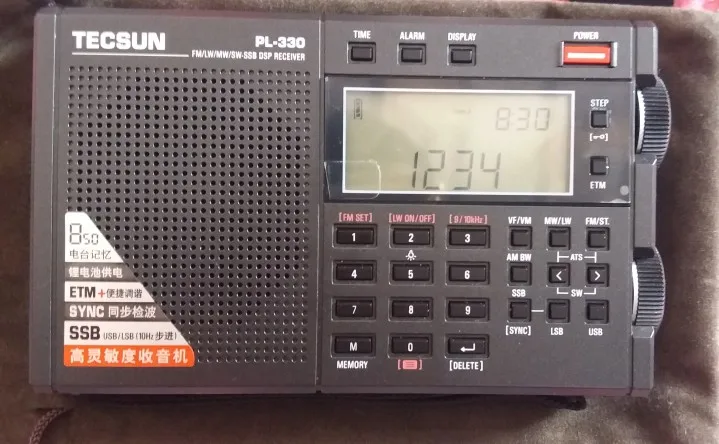 TECSUN PL-330
FM/LW/MW/SW-SSB DSP RECEIVER
TIME ALARM DISPLAY POWER
830
1234
STEP
ETM
[FM SET] [LW ON/OFF] [9/10kHz] VF/VM MW/LW FM/ST.
1 2 3
AM BW ATS
4 5 6 < >
SSB SW
7 8 9
[SYNC] LSB USB
M 0
MEMORY [DELETE]
850
电台记忆
锂电池供电
ETM+便捷调谐
SYNC 同步检波
SSB USB/LSB (10Hz 步进)
高灵敏度收音机